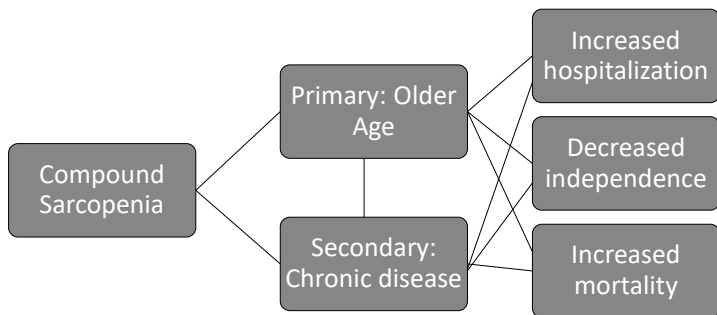 Compound
Sarcopenia
Primary: Older
Age
Secondary:
Chronic disease
Increased
hospitalization
Decreased
independence
Increased
mortality